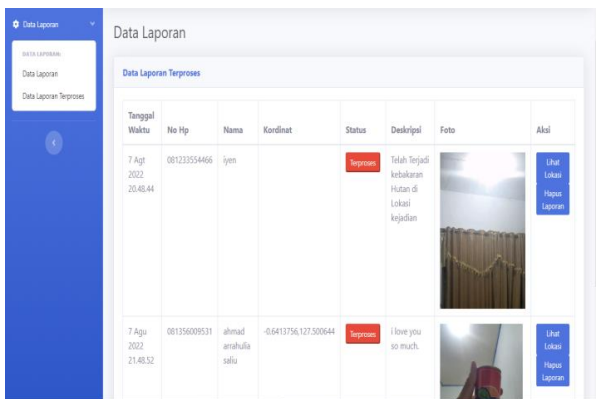 Data Laporan
DATA LAPORAN:
Data Laporan
Data Laporan Terproses
Data Laporan
Data Laporan Terproses
Tanggal Waktu No Hp Nama Kordinat Status Deskripsi Foto Aksi
7 Agt 2022 20.48.44 081233554466 iyen Terproses Telah Terjadi kebakaran Hutan di Lokasi kejadian Lihat Lokasi Hapus Laporan
7 Agu 2022 21.48.52 081356009531 ahmad arrahulia saliu -0.6413756,127.500644 Terproses i love you so much. Lihat Lokasi Hapus Laporan